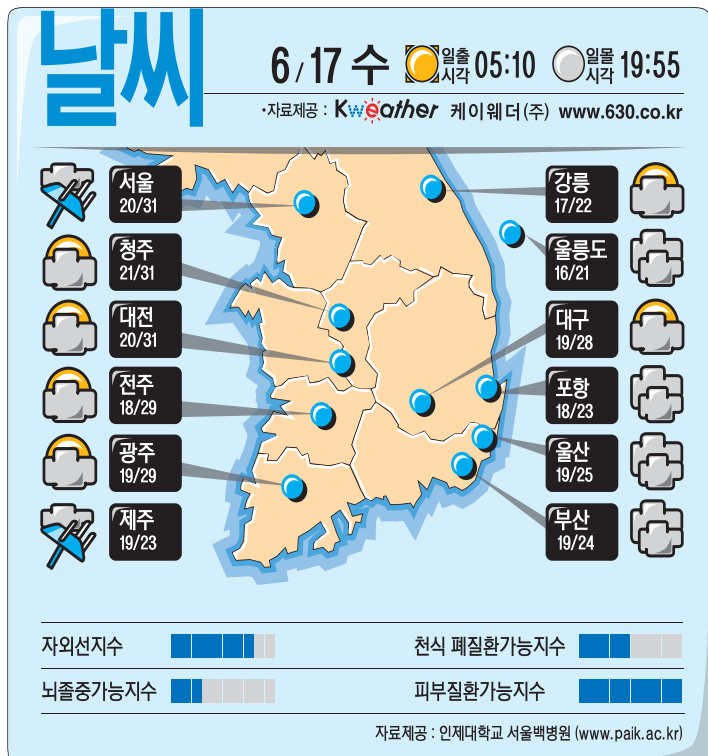 날씨
6/17 수 일출시각 05:10 일몰시각 19:55
•자료제공 : Kweather 케이웨더(주) www.630.co.kr
서울
20/31
청주
21/31
대전
20/31
전주
18/29
광주
19/29
제주
19/23
강릉
17/22
울릉도
16/21
대구
19/28
포항
18/23
울산
19/25
부산
19/24
자외선지수
천식 폐질환가능지수
뇌졸중가능지수
피부질환가능지수
자료제공 : 인제대학교 서울백병원 (www.paik.ac.kr)